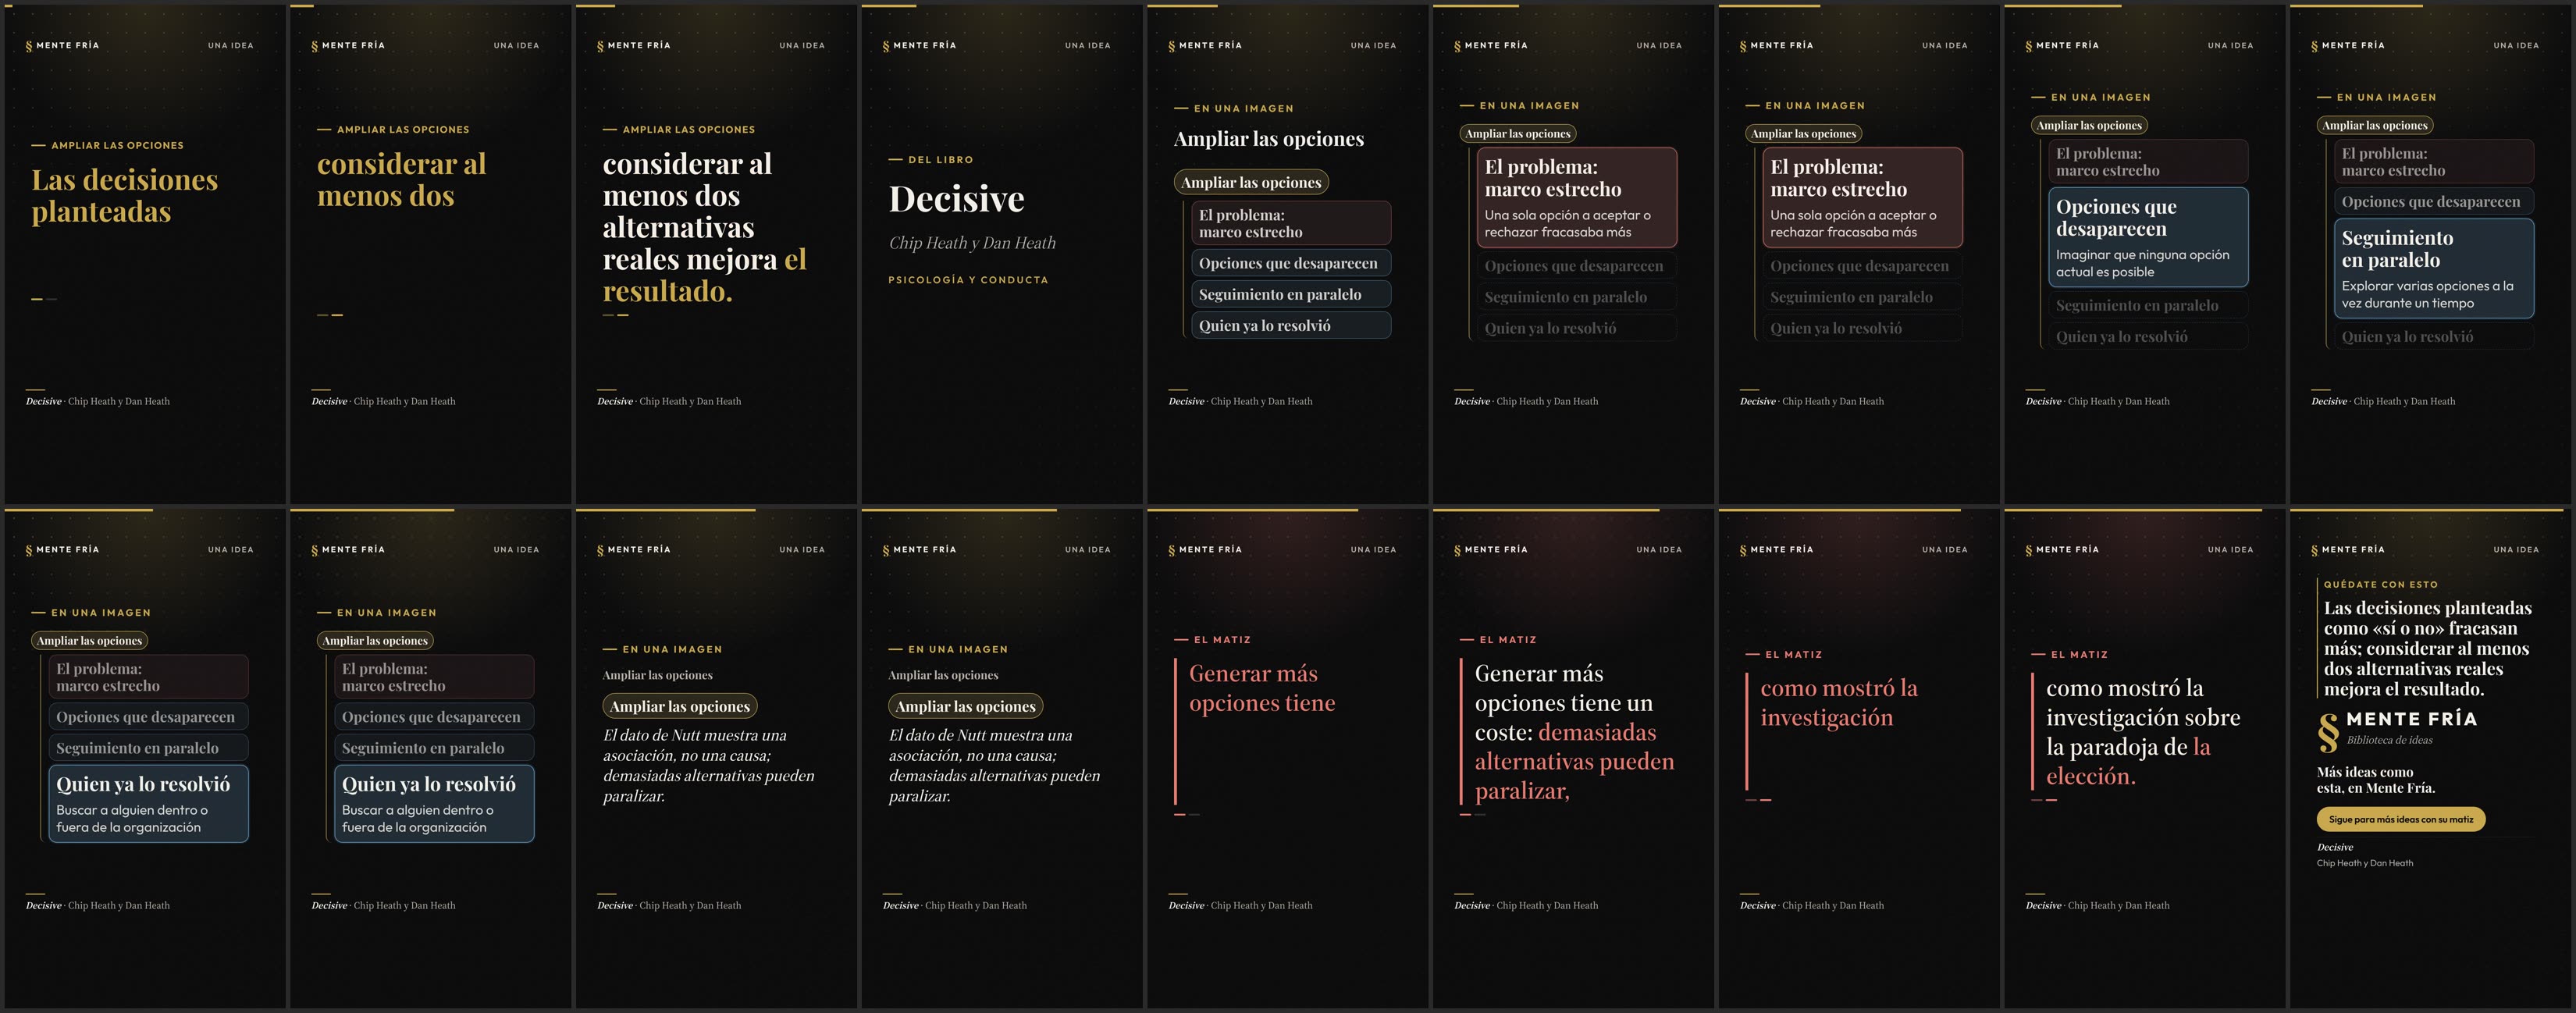 § MENTE FRÍA
UNA IDEA
AMPLIAR LAS OPCIONES
Las decisiones
planteadas
Decisive · Chip Heath y Dan Heath
§ MENTE FRÍA
UNA IDEA
AMPLIAR LAS OPCIONES
considerar al
menos dos
Decisive · Chip Heath y Dan Heath
§ MENTE FRÍA
UNA IDEA
AMPLIAR LAS OPCIONES
considerar al
menos dos
alternativas
reales mejora el
resultado.
Decisive · Chip Heath y Dan Heath
§ MENTE FRÍA
UNA IDEA
DEL LIBRO
Decisive
Chip Heath y Dan Heath
PSICOLOGÍA Y CONDUCTA
§ MENTE FRÍA
UNA IDEA
EN UNA IMAGEN
Ampliar las opciones
Ampliar las opciones
El problema:
marco estrecho
Opciones que desaparecen
Seguimiento en paralelo
Quien ya lo resolvió
Decisive · Chip Heath y Dan Heath
§ MENTE FRÍA
UNA IDEA
EN UNA IMAGEN
Ampliar las opciones
El problema:
marco estrecho
Una sola opción a aceptar o
rechazar fracasaba más
Opciones que desaparecen
Seguimiento en paralelo
Quien ya lo resolvió
Decisive · Chip Heath y Dan Heath
§ MENTE FRÍA
UNA IDEA
EN UNA IMAGEN
Ampliar las opciones
El problema:
marco estrecho
Una sola opción a aceptar o
rechazar fracasaba más
Opciones que desaparecen
Seguimiento en paralelo
Quien ya lo resolvió
Decisive · Chip Heath y Dan Heath
§ MENTE FRÍA
UNA IDEA
EN UNA IMAGEN
Ampliar las opciones
El problema:
marco estrecho
Opciones que
desaparecen
Imaginar que ninguna opción
actual es posible
Seguimiento en paralelo
Quien ya lo resolvió
Decisive · Chip Heath y Dan Heath
§ MENTE FRÍA
UNA IDEA
EN UNA IMAGEN
Ampliar las opciones
El problema:
marco estrecho
Opciones que desaparecen
Seguimiento
en paralelo
Explorar varias opciones a la
vez durante un tiempo
Quien ya lo resolvió
Decisive · Chip Heath y Dan Heath
§ MENTE FRÍA
UNA IDEA
EN UNA IMAGEN
Ampliar las opciones
El problema:
marco estrecho
Opciones que desaparecen
Seguimiento en paralelo
Quien ya lo resolvió
Buscar a alguien dentro o
fuera de la organización
Decisive · Chip Heath y Dan Heath
§ MENTE FRÍA
UNA IDEA
EN UNA IMAGEN
Ampliar las opciones
El problema:
marco estrecho
Opciones que desaparecen
Seguimiento en paralelo
Quien ya lo resolvió
Buscar a alguien dentro o
fuera de la organización
Decisive · Chip Heath y Dan Heath
§ MENTE FRÍA
UNA IDEA
EN UNA IMAGEN
Ampliar las opciones
Ampliar las opciones
El dato de Nutt muestra una
asociación, no una causa;
demasiadas alternativas pueden
paralizar.
Decisive · Chip Heath y Dan Heath
§ MENTE FRÍA
UNA IDEA
EN UNA IMAGEN
Ampliar las opciones
Ampliar las opciones
El dato de Nutt muestra una
asociación, no una causa;
demasiadas alternativas pueden
paralizar.
Decisive · Chip Heath y Dan Heath
§ MENTE FRÍA
UNA IDEA
EL MATIZ
Generar más
opciones tiene
Decisive · Chip Heath y Dan Heath
§ MENTE FRÍA
UNA IDEA
EL MATIZ
Generar más
opciones tiene un
coste: demasiadas
alternativas pueden
paralizar,
Decisive · Chip Heath y Dan Heath
§ MENTE FRÍA
UNA IDEA
EL MATIZ
como mostró la
investigación
Decisive · Chip Heath y Dan Heath
§ MENTE FRÍA
UNA IDEA
EL MATIZ
como mostró la
investigación sobre
la paradoja de la
elección.
Decisive · Chip Heath y Dan Heath
§ MENTE FRÍA
UNA IDEA
QUÉDATE CON ESTO
Las decisiones planteadas
como «sí o no» fracasan
más; considerar al menos
dos alternativas reales
mejora el resultado.
§ MENTE FRÍA
Biblioteca de ideas
Más ideas como
esta, en Mente Fría.
Sigue para más ideas con su matiz
Decisive
Chip Heath y Dan Heath